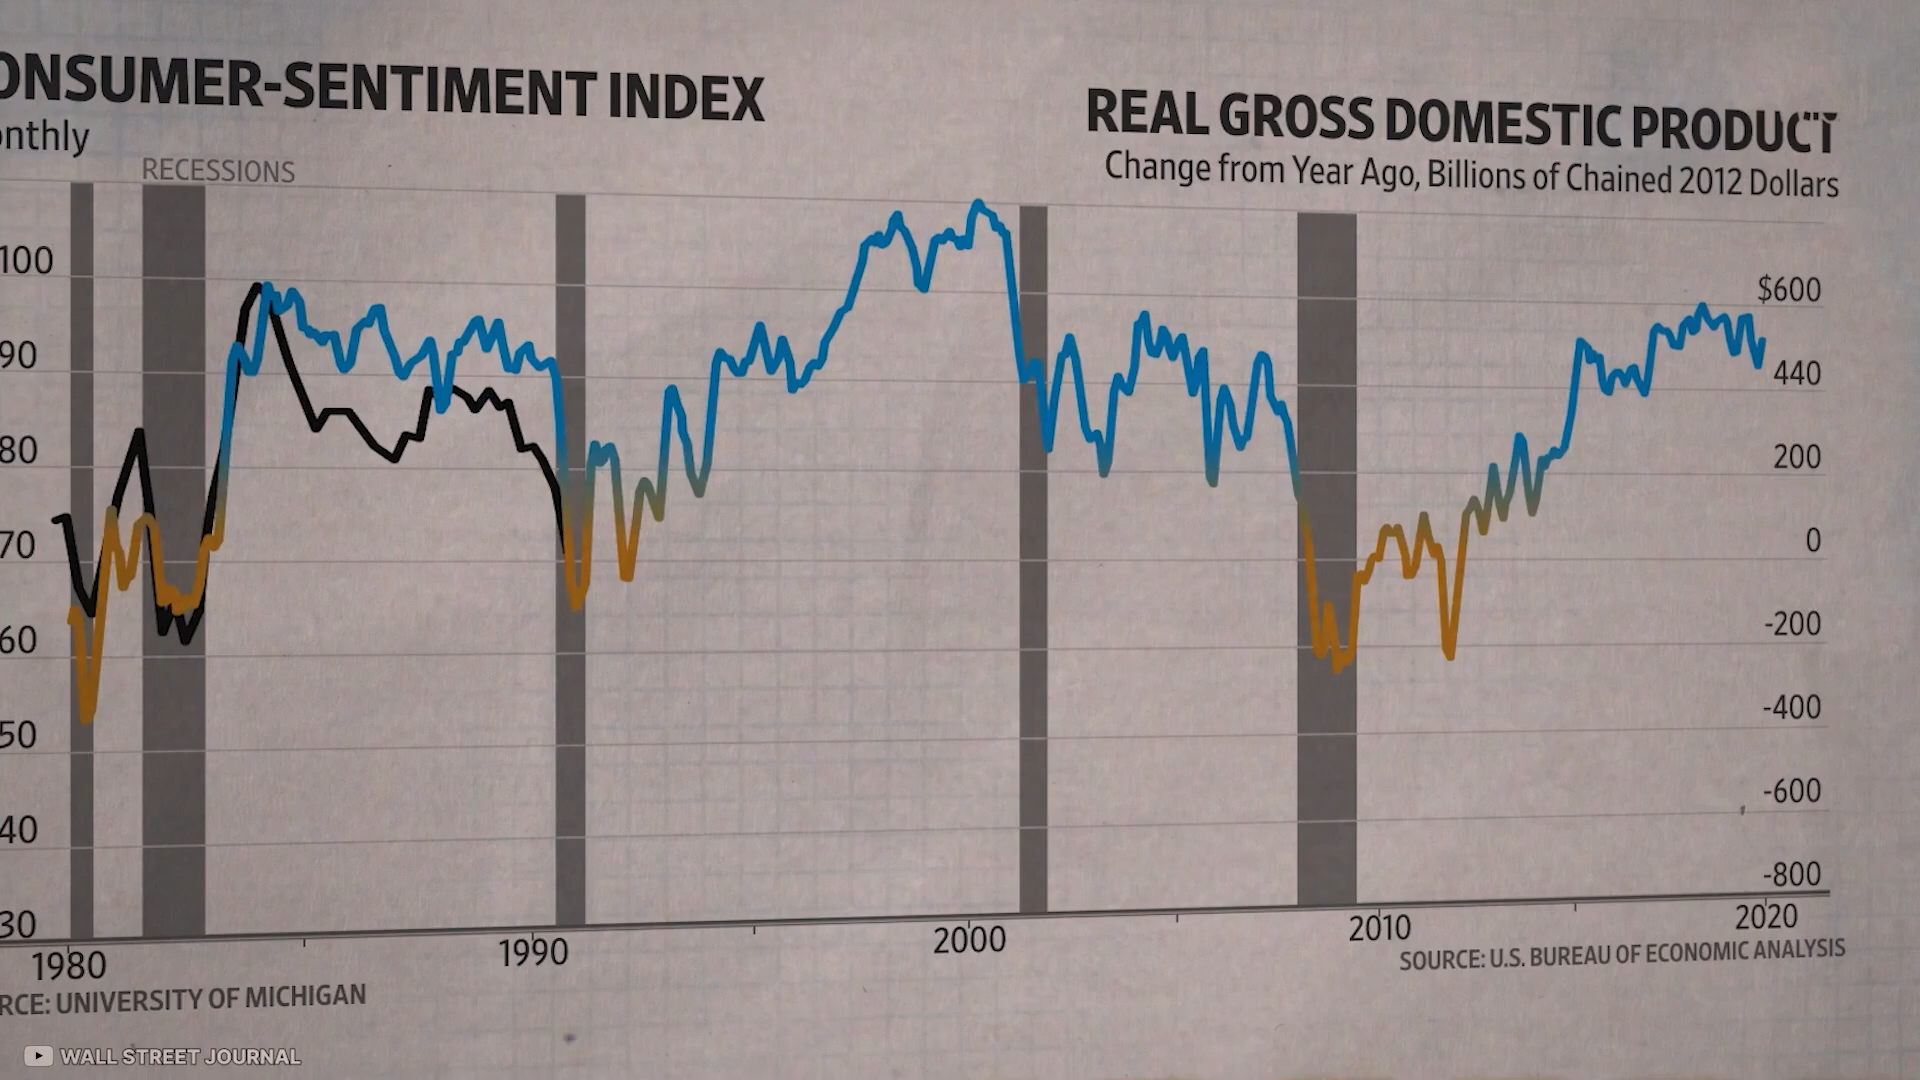 ONSUMER-SENTIMENT INDEX
onthly
RECESSIONS
REAL GROSS DOMESTIC PRODUCT
Change from Year Ago, Billions of Chained 2012 Dollars
100
90
80
70
60
50
40
30
$600
440
200
0
-200
-400
-600
-800
1980
1990
2000
2010
2020
RCE: UNIVERSITY OF MICHIGAN
SOURCE: U.S. BUREAU OF ECONOMIC ANALYSIS
WALL STREET JOURNAL